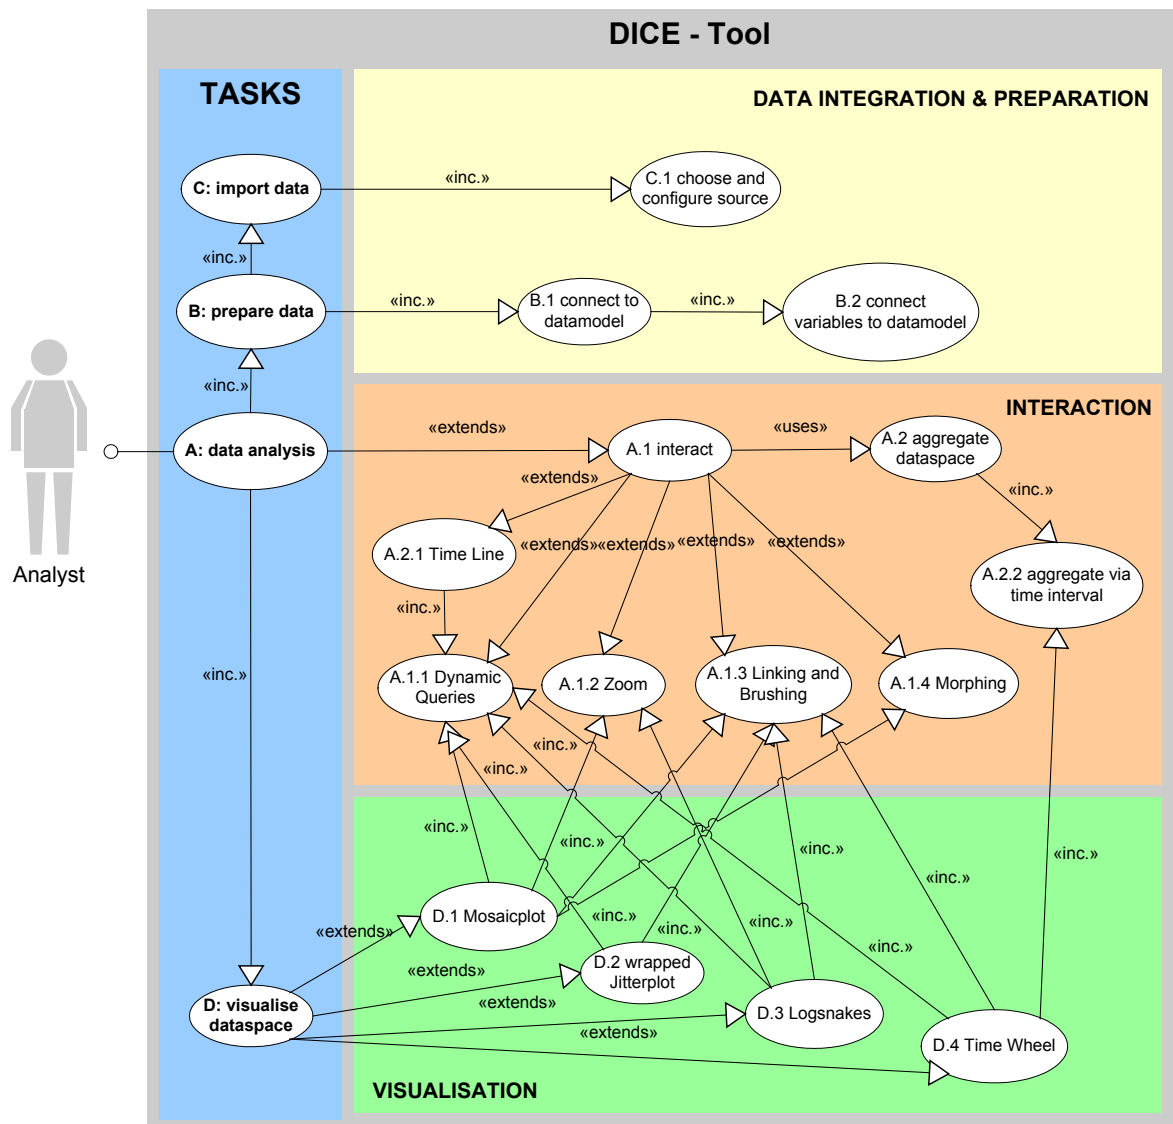 DICE - Tool
TASKS
DATA INTEGRATION & PREPARATION
C: import data
«inc.»
C.1 choose and
configure source
«inc.»
B: prepare data
«inc.»
B.1 connect to
datamodel
«inc.»
B.2 connect
variables to datamodel
«inc.»
INTERACTION
A: data analysis
«extends»
A.1 interact
«uses»
A.2 aggregate
dataspace
«extends»
«inc.»
A.2.1 Time Line
«extends»
«extends»
«extends»
«extends»
A.2.2 aggregate via
time interval
Analyst
«inc.»
«inc.»
A.1.1 Dynamic
Queries
A.1.2 Zoom
A.1.3 Linking and
Brushing
A.1.4 Morphing
«inc.»
«inc.»
«inc.»
«inc.»
«inc.»
«inc.»
«inc.»
«inc.»
D.1 Mosaicplot
«inc.»
«inc.»
«extends»
«inc.»
D.2 wrapped
Jitterplot
«extends»
D: visualise
dataspace
«extends»
D.3 Logsnakes
«extends»
D.4 Time Wheel
VISUALISATION